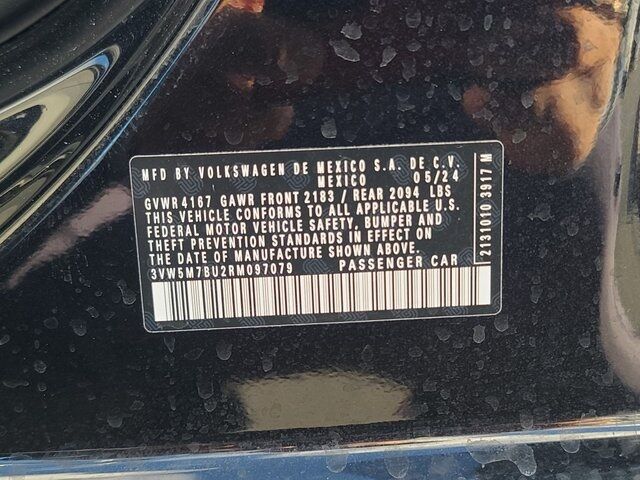 MFD BY VOLKSWAGEN DE MEXICO S.A. DE C.V.
MEXICO 05/24
GVWR4167 GAWR FRONT 2183 / REAR 2094 LBS
THIS VEHICLE CONFORMS TO ALL APPLICABLE U.S.
FEDERAL MOTOR VEHICLE SAFETY, BUMPER AND
THEFT PREVENTION STANDARDS IN EFFECT
ON THE DATE OF MANUFACTURE SHOWN ABOVE.
3VW5M7BU2RM097079 PASSENGER CAR
2131010 3917 M